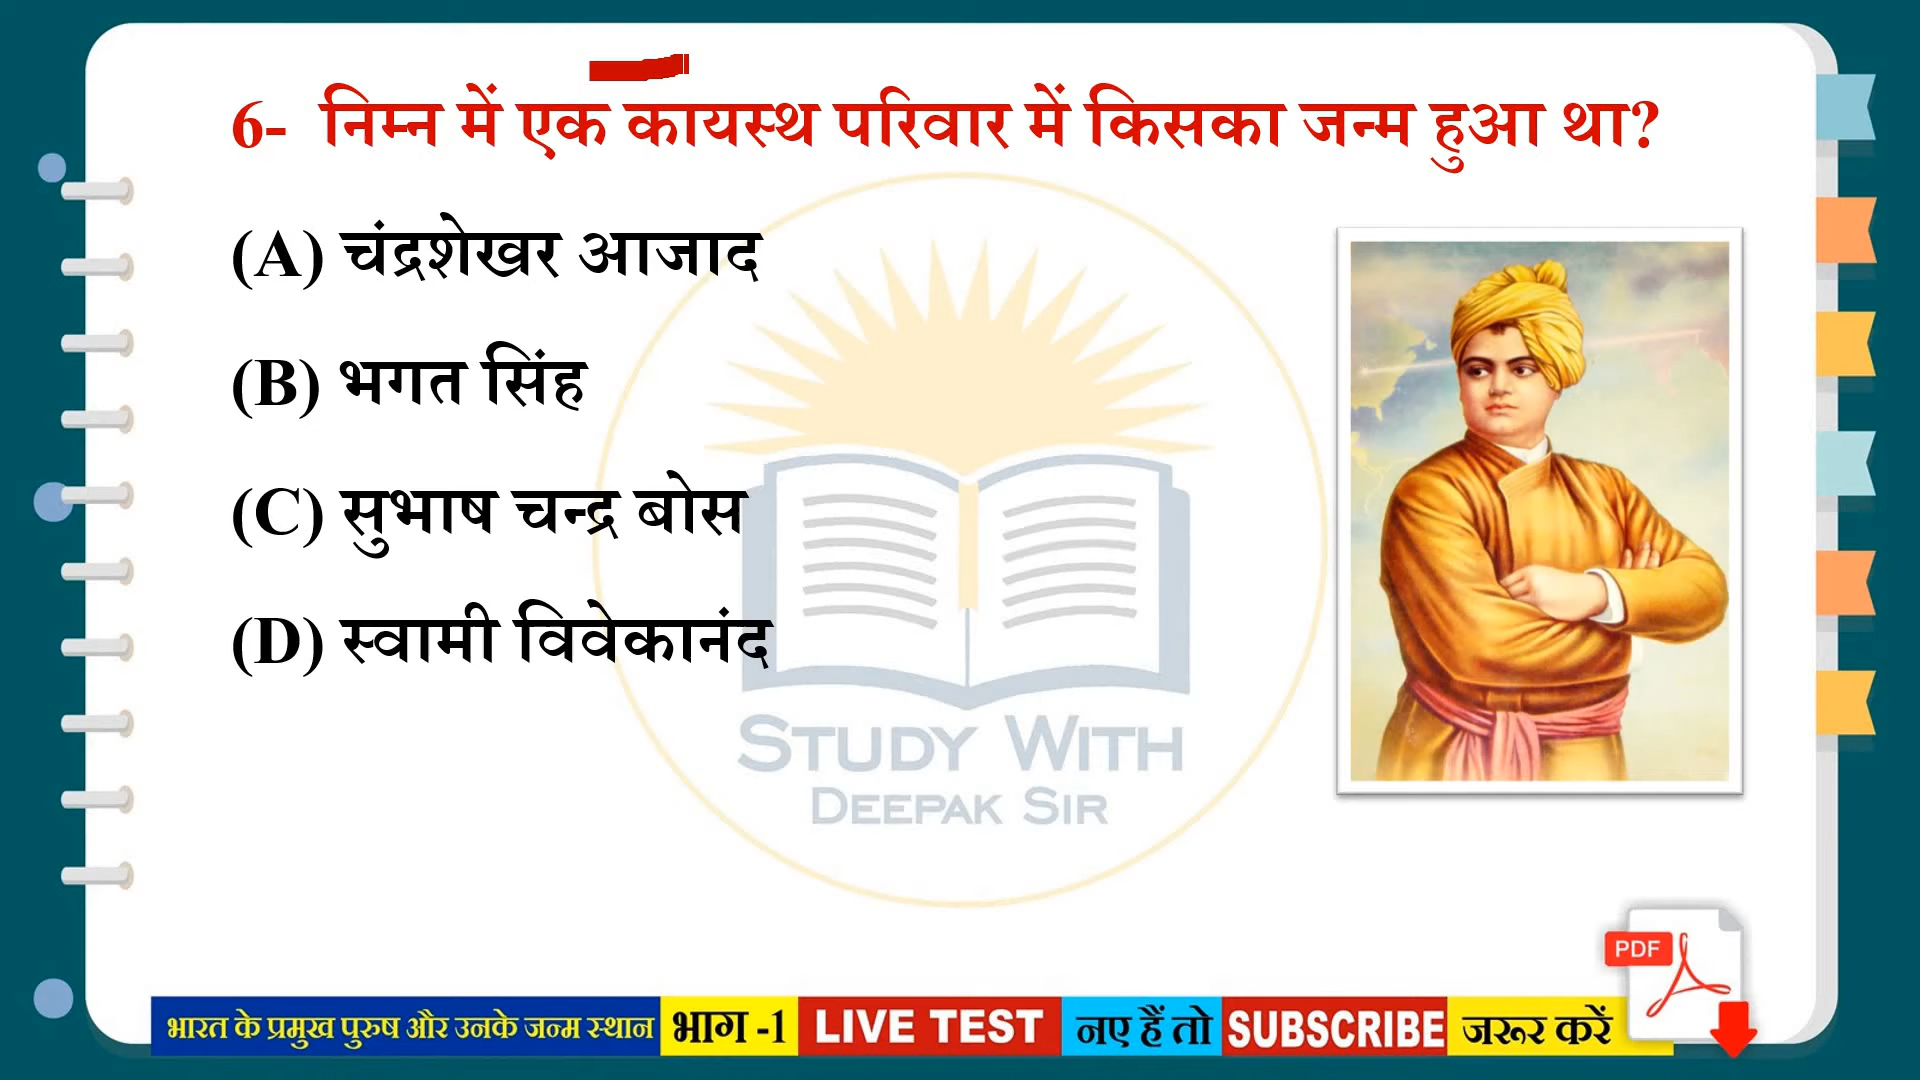 6- निम्न में एक कायस्थ परिवार में किसका जन्म हुआ था?
(A) चंद्रशेखर आजाद
(B) भगत सिंह
(C) सुभाष चन्द्र बोस
(D) स्वामी विवेकानंद
STUDY WITH
DEEPAK SIR
PDF
भारत के प्रमुख पुरुष और उनके जन्म स्थान भाग -1 LIVE TEST नए हैं तो SUBSCRIBE जरूर करें